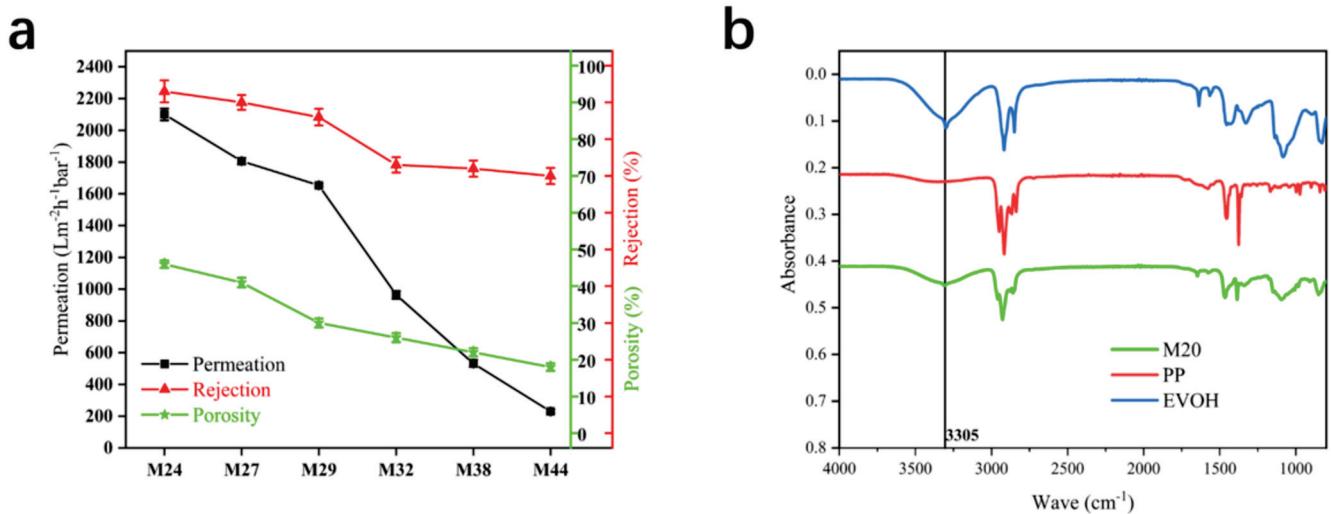 a
Permeation (Lm⁻²h⁻¹bar⁻¹)
2400
2200
2000
1800
1600
1400
1200
1000
800
600
400
200
0
Permeation
Rejection
Porosity
M24 M27 M29 M32 M38 M44
100
90
80
70
60
50
40
30
20
10
0
Porosity (%)
Rejection (%)
b
Absorbance
0.0
0.1
0.2
0.3
0.4
0.5
0.6
0.7
0.8
M20
PP
EVOH
3305
4000 3500 3000 2500 2000 1500 1000
Wave (cm⁻¹)